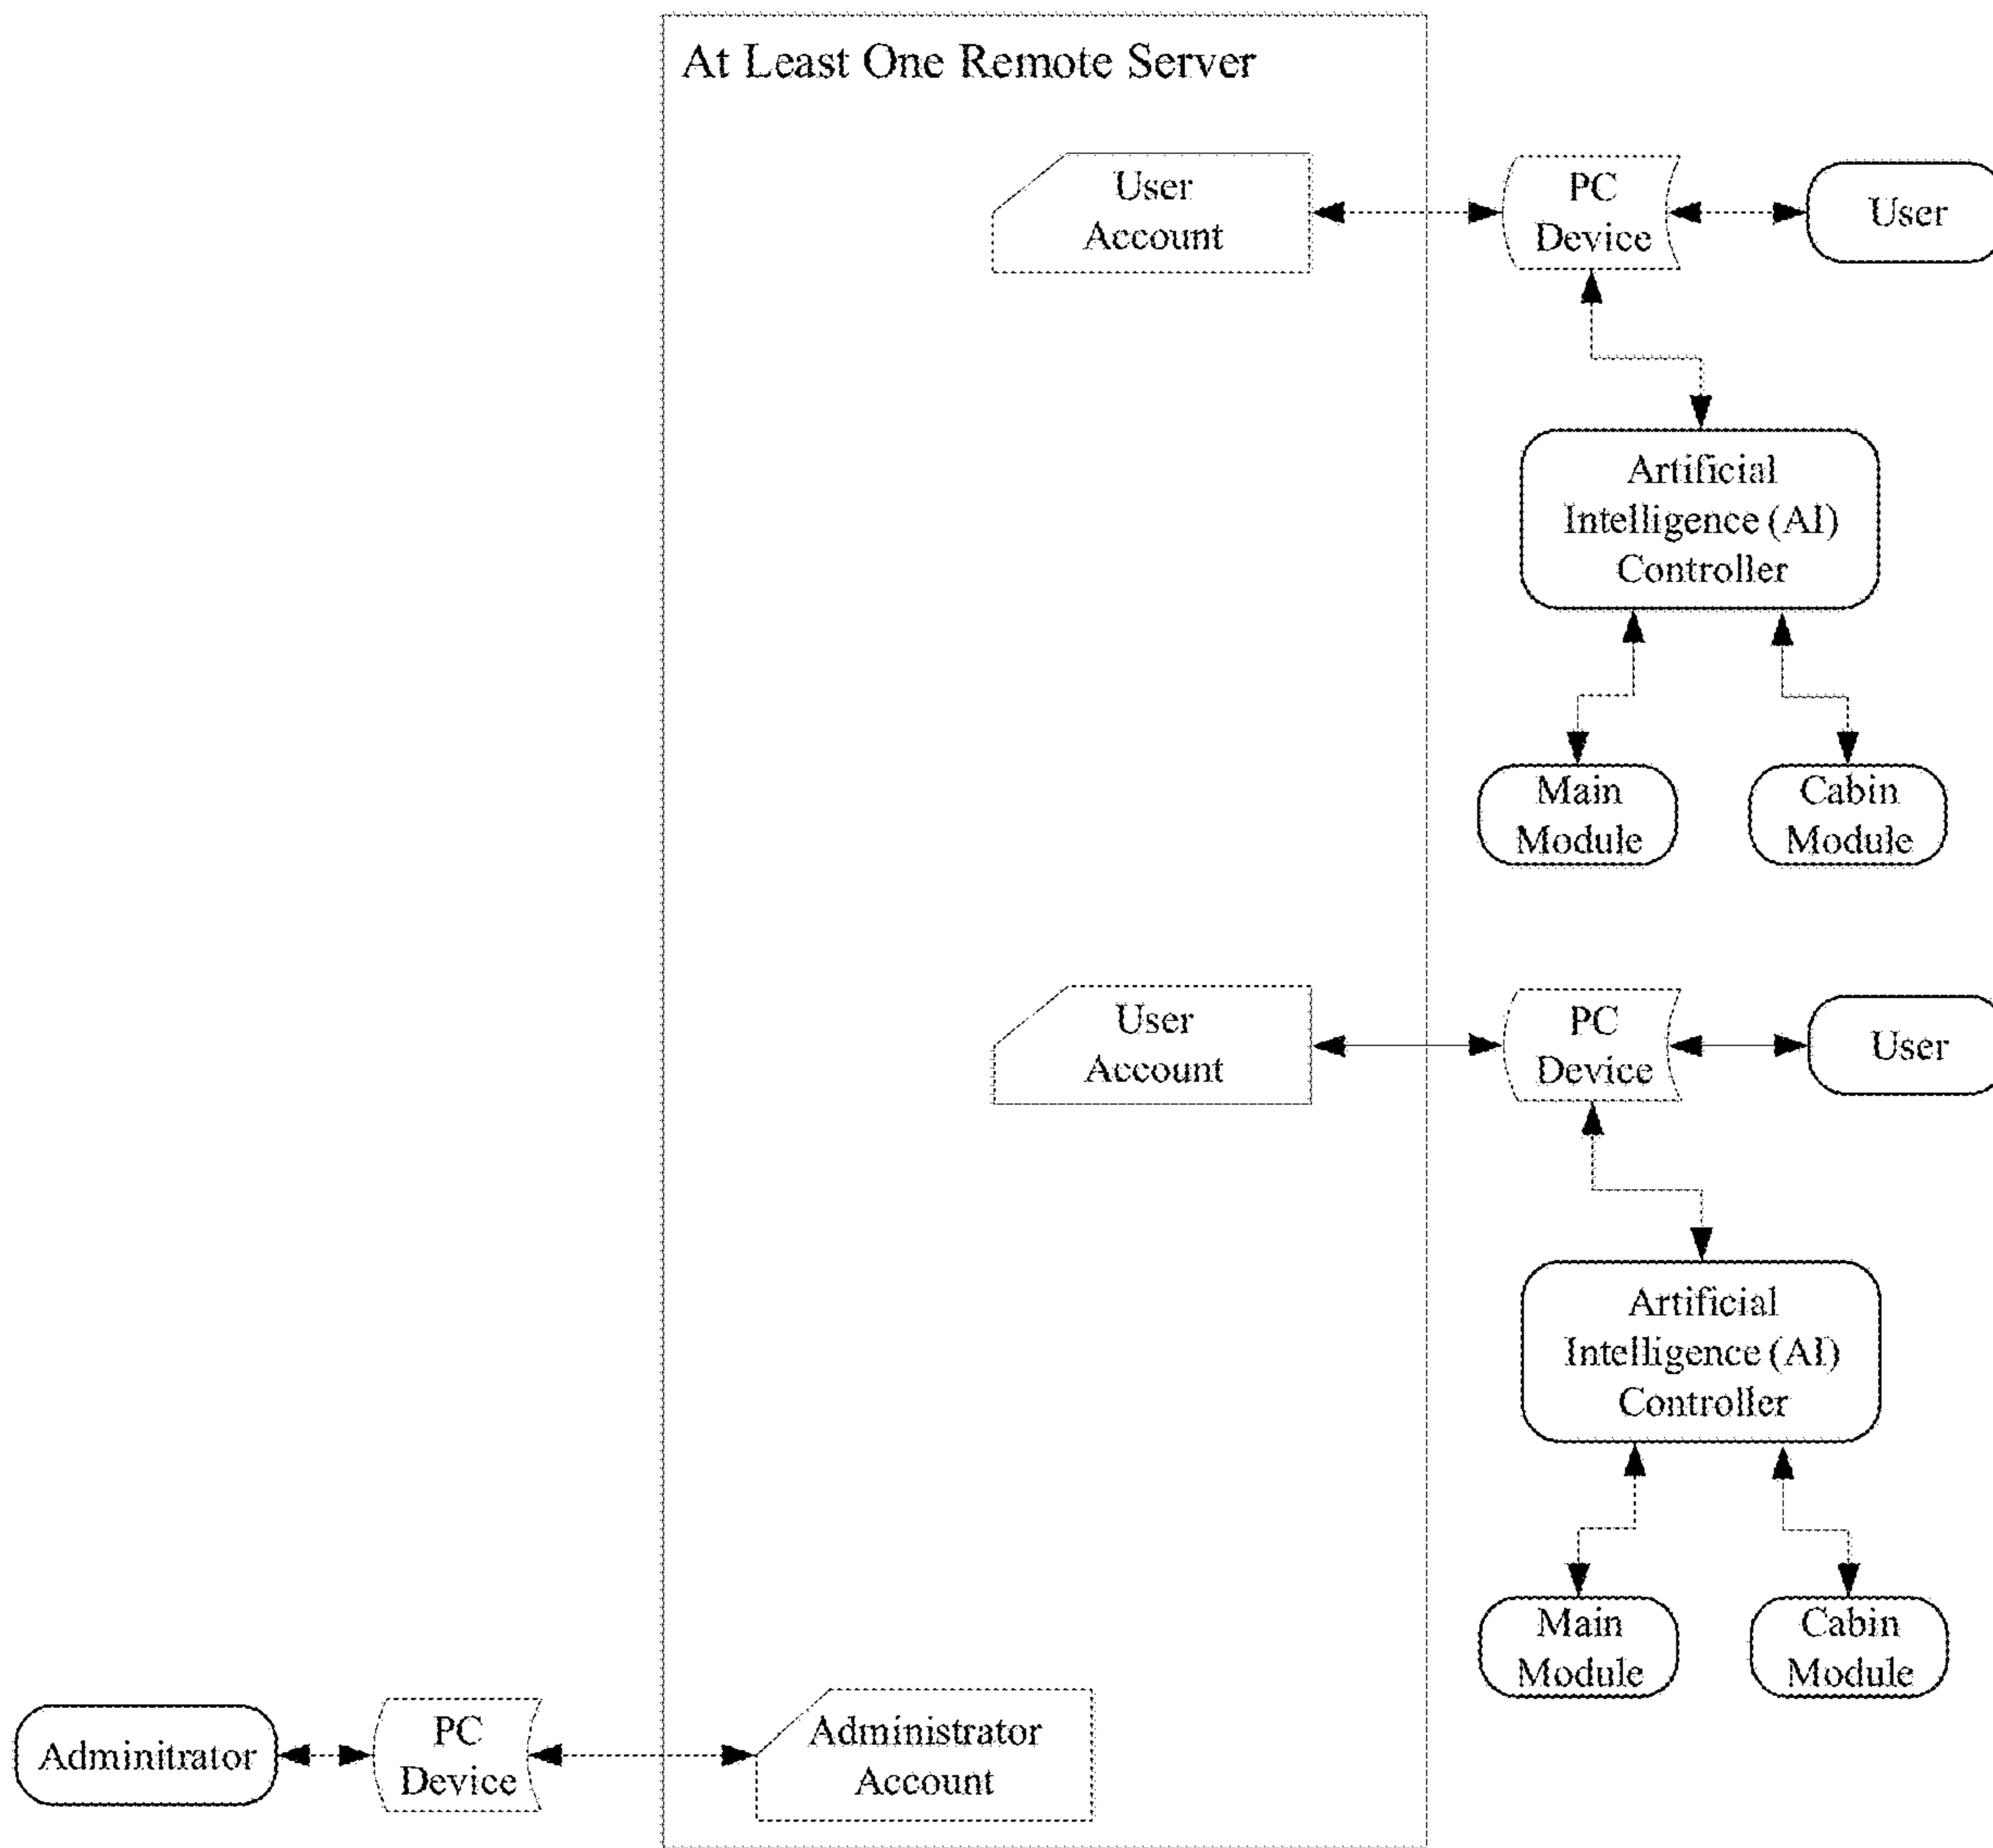 At Least One Remote Server
User
Account
PC
Device
User
Artificial
Intelligence (AI)
Controller
Main
Module
Cabin
Module
User
Account
PC
Device
User
Artificial
Intelligence (AI)
Controller
Main
Module
Cabin
Module
Adminitrator
PC
Device
Administrator
Account